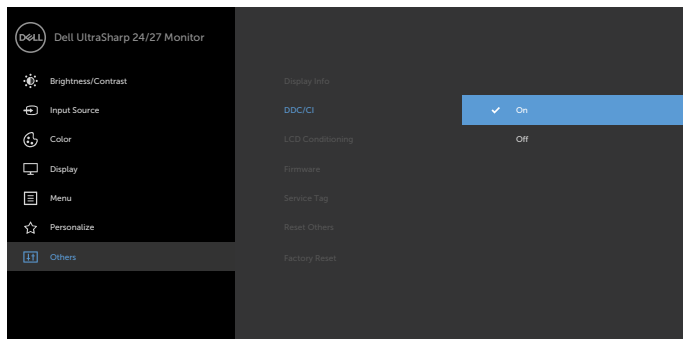 DELL Dell UltraSharp 24/27 Monitor
Brightness/Contrast
Display Info
Input Source
DDC/CI
On
Color
LCD Conditioning
Off
Display
Firmware
Menu
Service Tag
Personalize
Reset Others
Others
Factory Reset